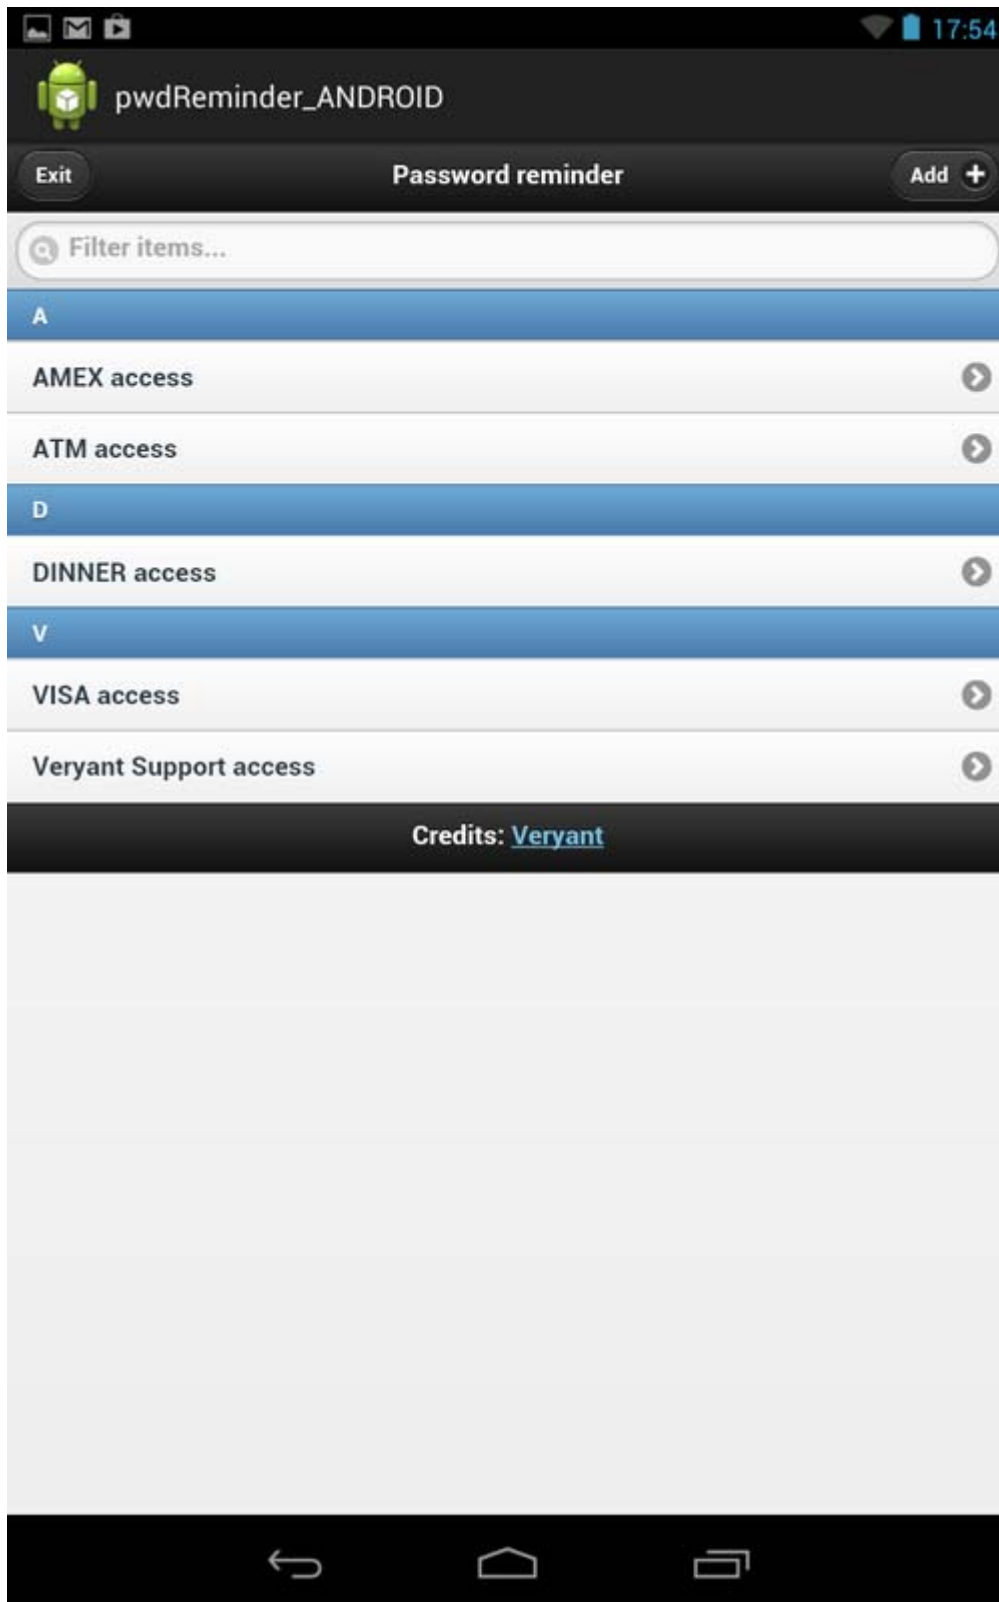 17:54
pwdReminder_ANDROID
Exit Password reminder Add
Filter items...
A
AMEX access
ATM access
D
DINNER access
V
VISA access
Veryant Support access
Credits: Veryant